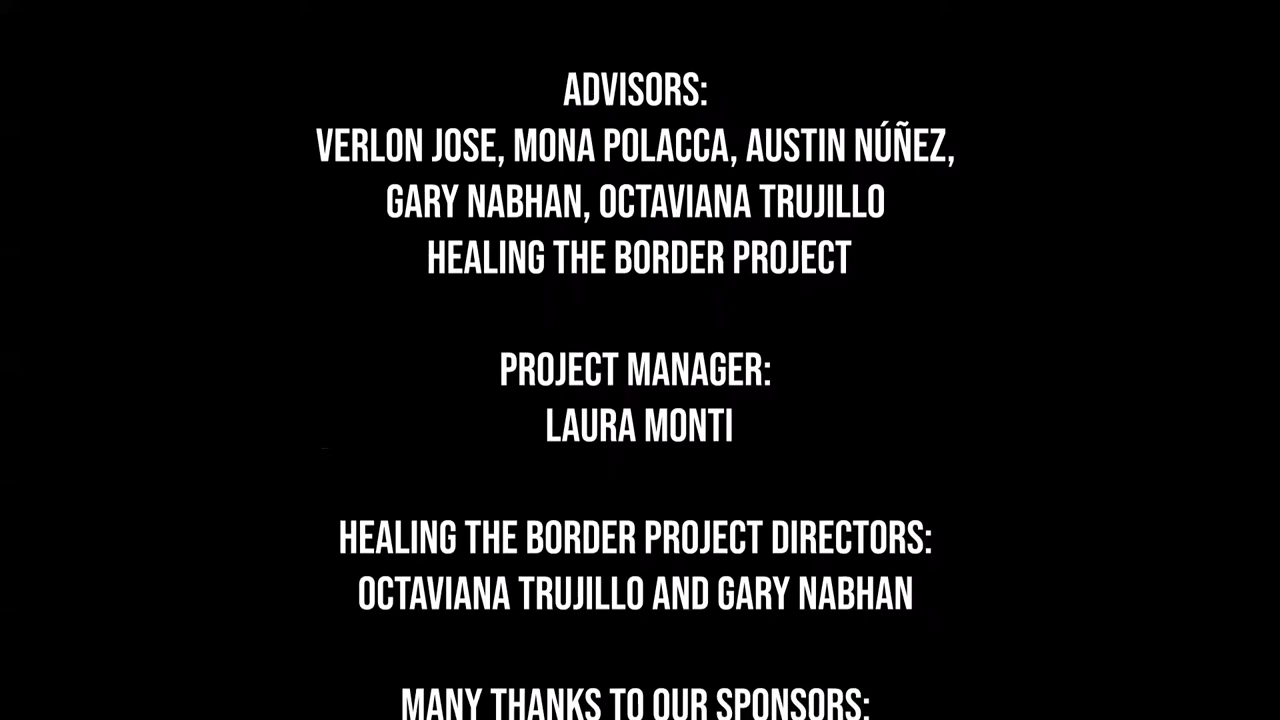 ADVISORS:
VERLON JOSE, MONA POLACCA, AUSTIN NÚÑEZ,
GARY NABHAN, OCTAVIANA TRUJILLO
HEALING THE BORDER PROJECT
PROJECT MANAGER:
LAURA MONTI
HEALING THE BORDER PROJECT DIRECTORS:
OCTAVIANA TRUJILLO AND GARY NABHAN
MANY THANKS TO OUR SPONSORS: